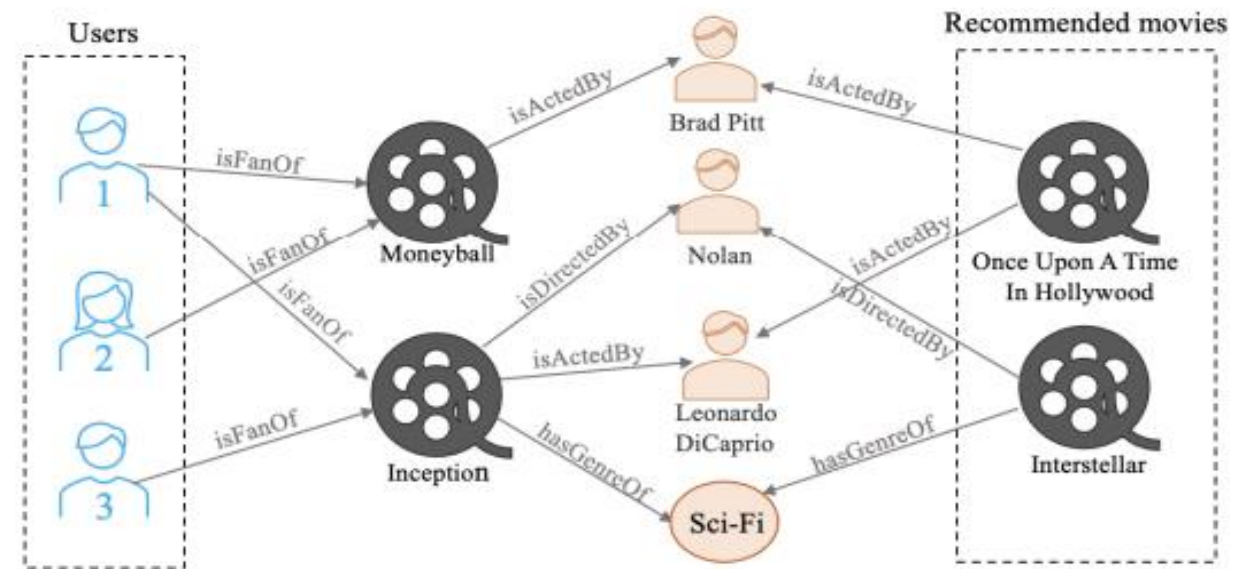 Users
Recommended movies
1
2
3
isFanOf
isFanOf
isFanOf
isFanOf
Moneyball
Inception
isActedBy
isDirectedBy
isActedBy
hasGenreOf
Brad Pitt
Nolan
Leonardo
DiCaprio
Sci-Fi
isActedBy
isActedBy
isDirectedBy
hasGenreOf
Once Upon A Time
In Hollywood
Interstellar